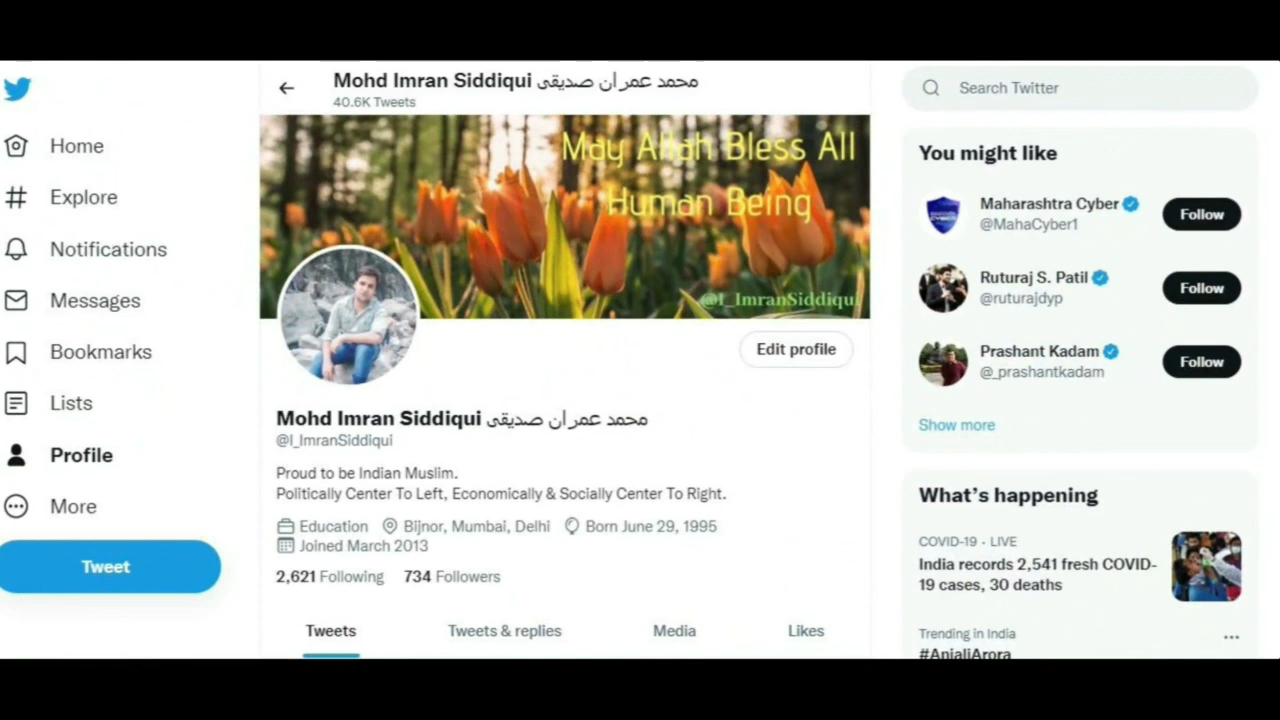 Home
Explore
Notifications
Messages
Bookmarks
Lists
Profile
More
Tweet
Mohd Imran Siddiqui محمد عمران صدیقی
40.6K Tweets
May Allah Bless All
Human Being
@I_ImranSiddiqui
Edit profile
Mohd Imran Siddiqui محمد عمران صدیقی
@I_ImranSiddiqui
Proud to be Indian Muslim.
Politically Center To Left, Economically & Socially Center To Right.
Education Bijnor, Mumbai, Delhi Born June 29, 1995
Joined March 2013
2,621 Following 734 Followers
Tweets Tweets & replies Media Likes
Search Twitter
You might like
Maharashtra Cyber
@MahaCyber1
Follow
Ruturaj S. Patil
@ruturajdyp
Follow
Prashant Kadam
@_prashantkadam
Follow
Show more
What's happening
COVID-19 · LIVE
India records 2,541 fresh COVID-
19 cases, 30 deaths
Trending in India
#AnjaliArora